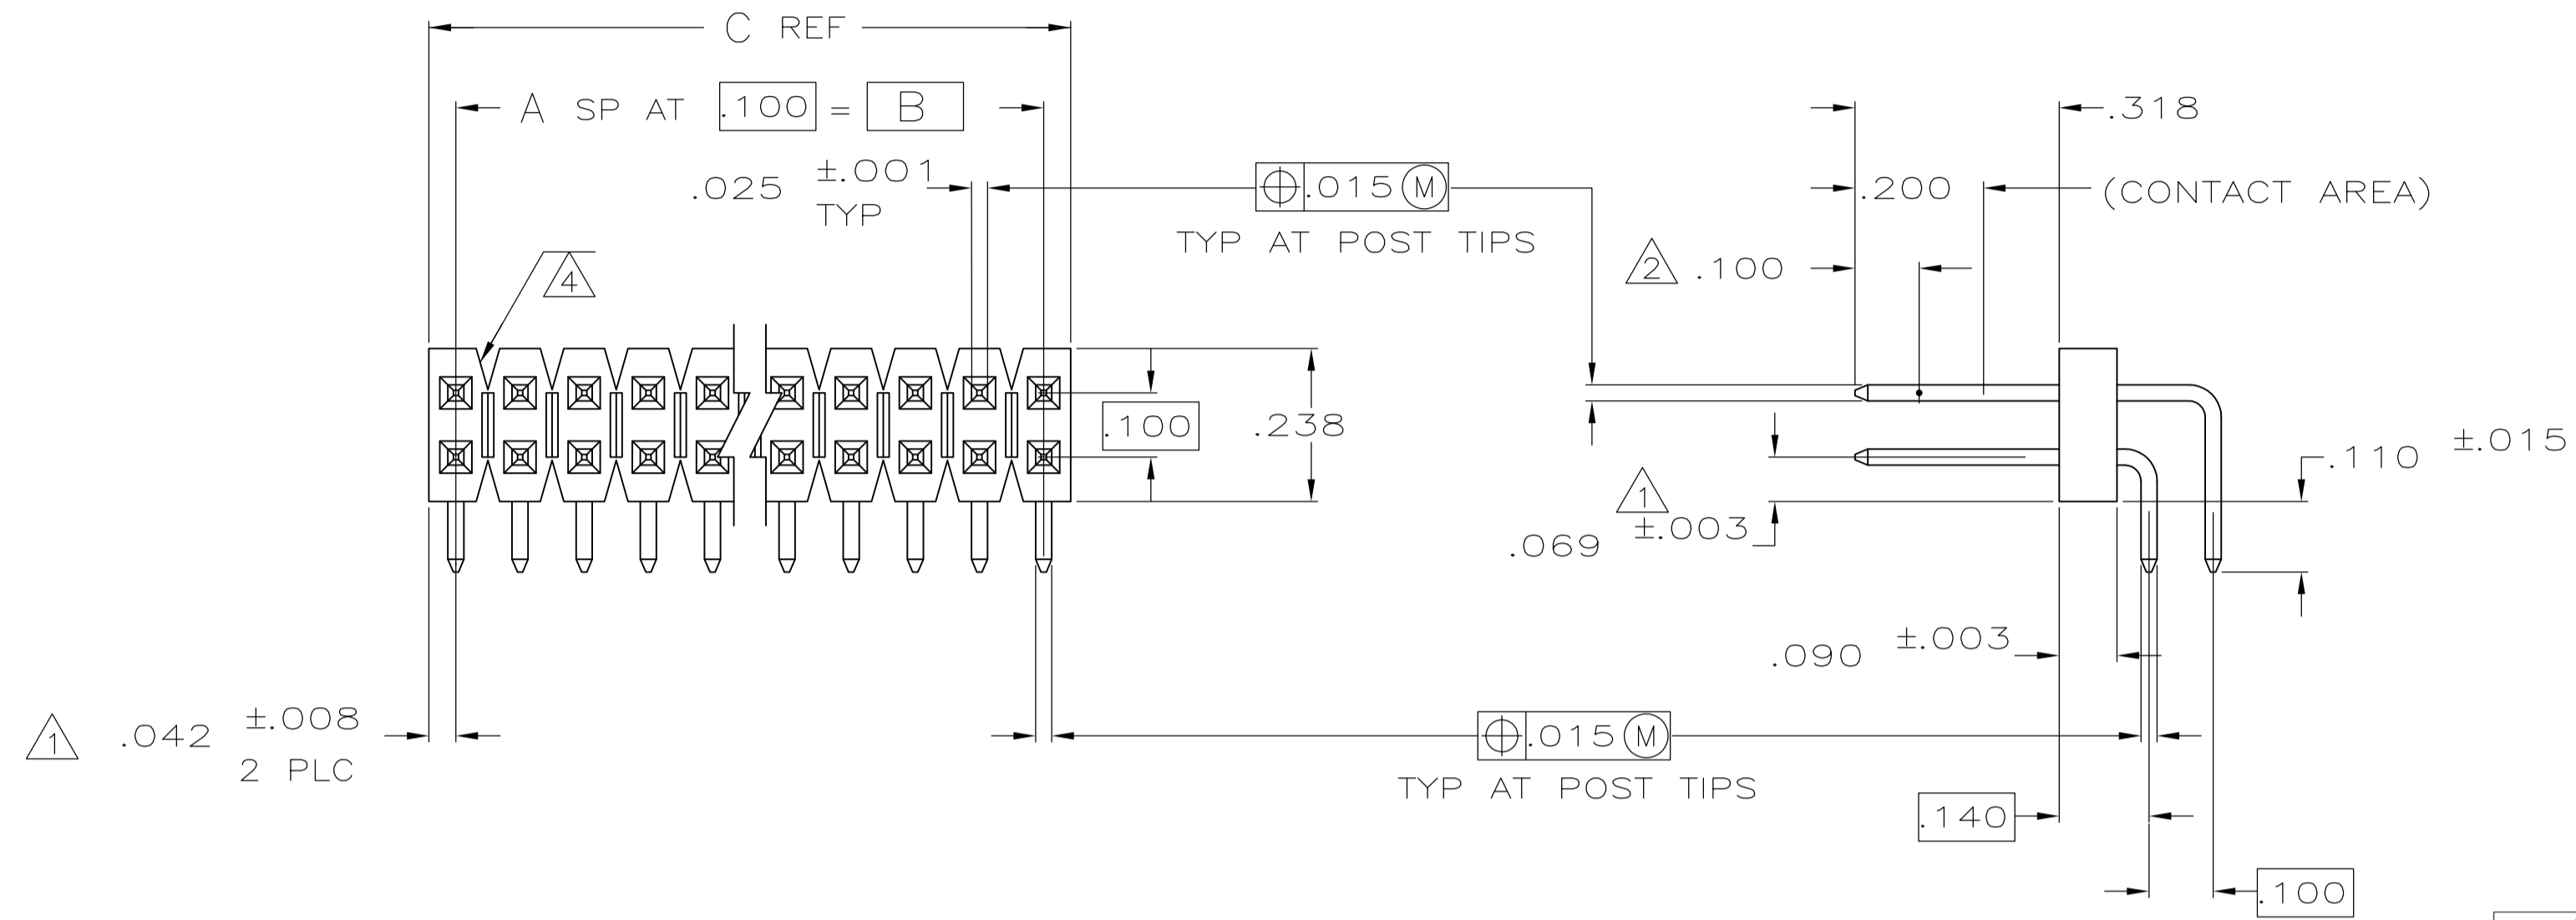 C REF
A SP AT .100 = B
.318
.025 ±.001
TYP
⌖ .015 Ⓜ
TYP AT POST TIPS
.200 (CONTACT AREA)
2 .100
4
.100
.238
.110 ±.015
1
.069 ±.003
.090 ±.003
1 .042 ±.008
2 PLC
⌖ .015 Ⓜ
TYP AT POST TIPS
.140
.100